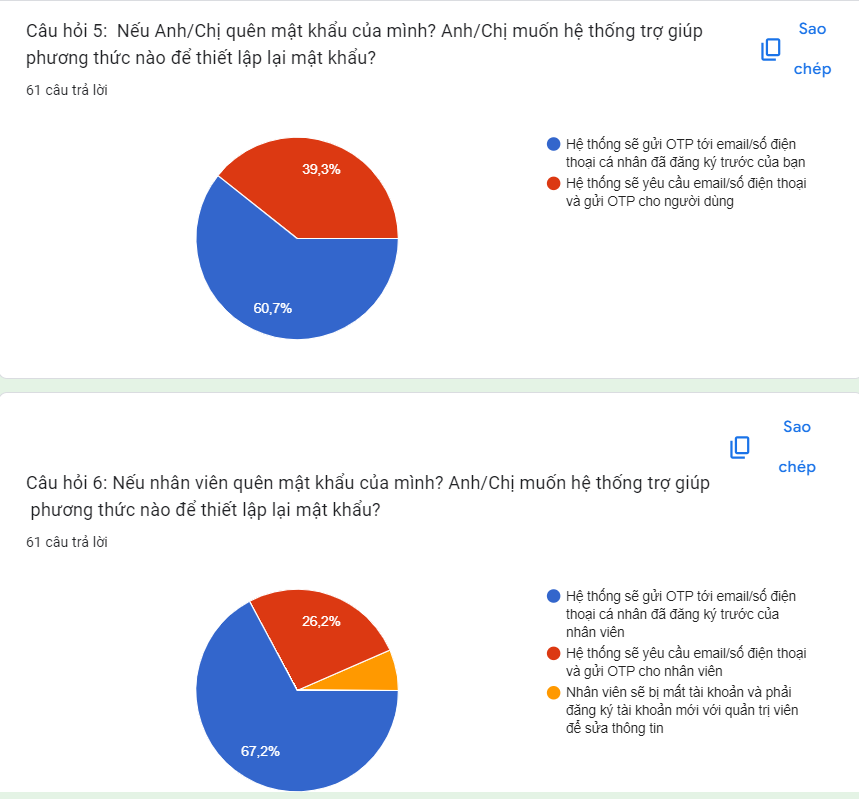 Câu hỏi 5:  Nếu Anh/Chị quên mật khẩu của mình? Anh/Chị muốn hệ thống trợ giúp
phương thức nào để thiết lập lại mật khẩu?
Sao
chép
61 câu trả lời
39,3%
60,7%
Hệ thống sẽ gửi OTP tới email/số điện
thoại cá nhân đã đăng ký trước của bạn
Hệ thống sẽ yêu cầu email/số điện thoại
và gửi OTP cho người dùng
Sao
chép
Câu hỏi 6: Nếu nhân viên quên mật khẩu của mình? Anh/Chị muốn hệ thống trợ giúp
phương thức nào để thiết lập lại mật khẩu?
61 câu trả lời
26,2%
67,2%
Hệ thống sẽ gửi OTP tới email/số điện
thoại cá nhân đã đăng ký trước của
nhân viên
Hệ thống sẽ yêu cầu email/số điện thoại
và gửi OTP cho nhân viên
Nhân viên sẽ bị mất tài khoản và phải
đăng ký tài khoản mới với quản trị viên
để sửa thông tin